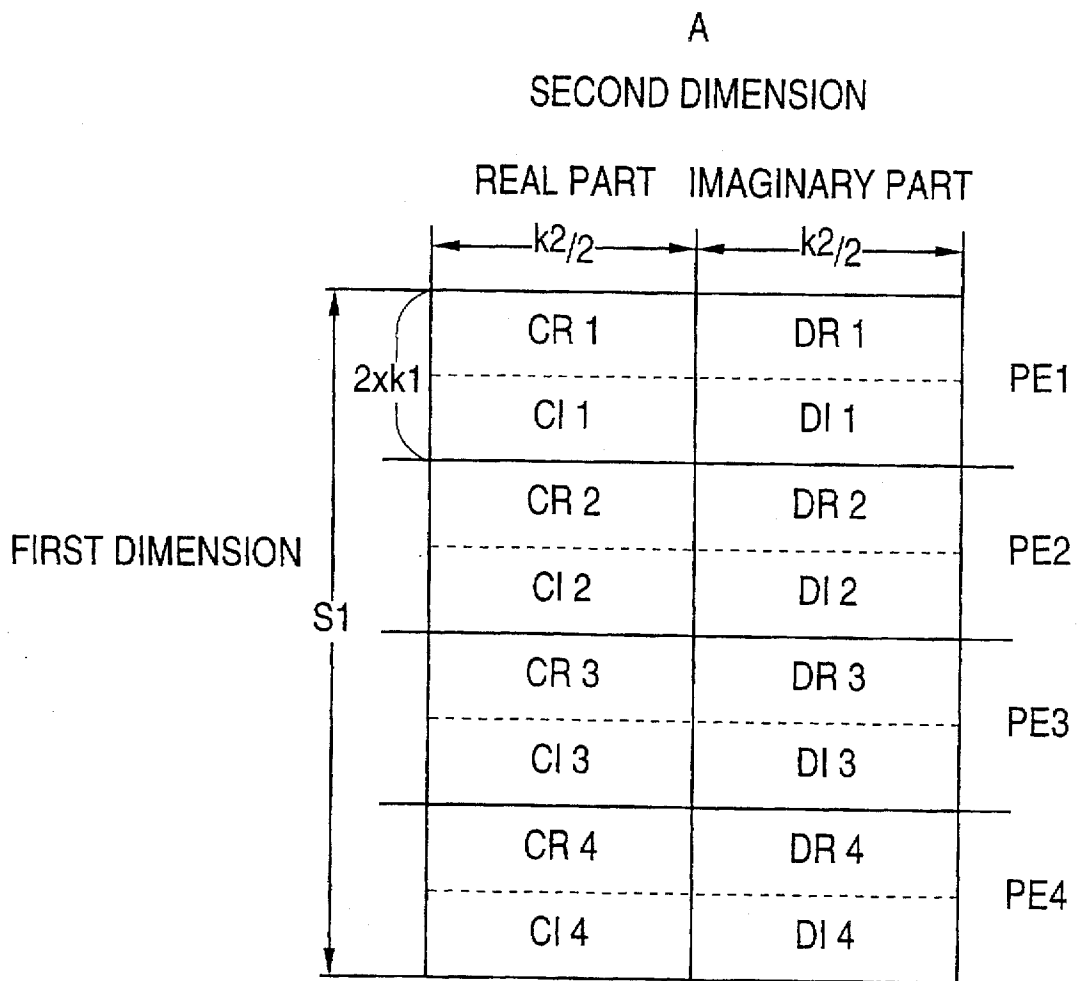 A
SECOND DIMENSION
REAL PART IMAGINARY PART
k2/2 k2/2
CR 1 DR 1
2xk1 PE1
CI 1 DI 1
CR 2 DR 2
FIRST DIMENSION PE2
CI 2 DI 2
S1
CR 3 DR 3
PE3
CI 3 DI 3
CR 4 DR 4
PE4
CI 4 DI 4